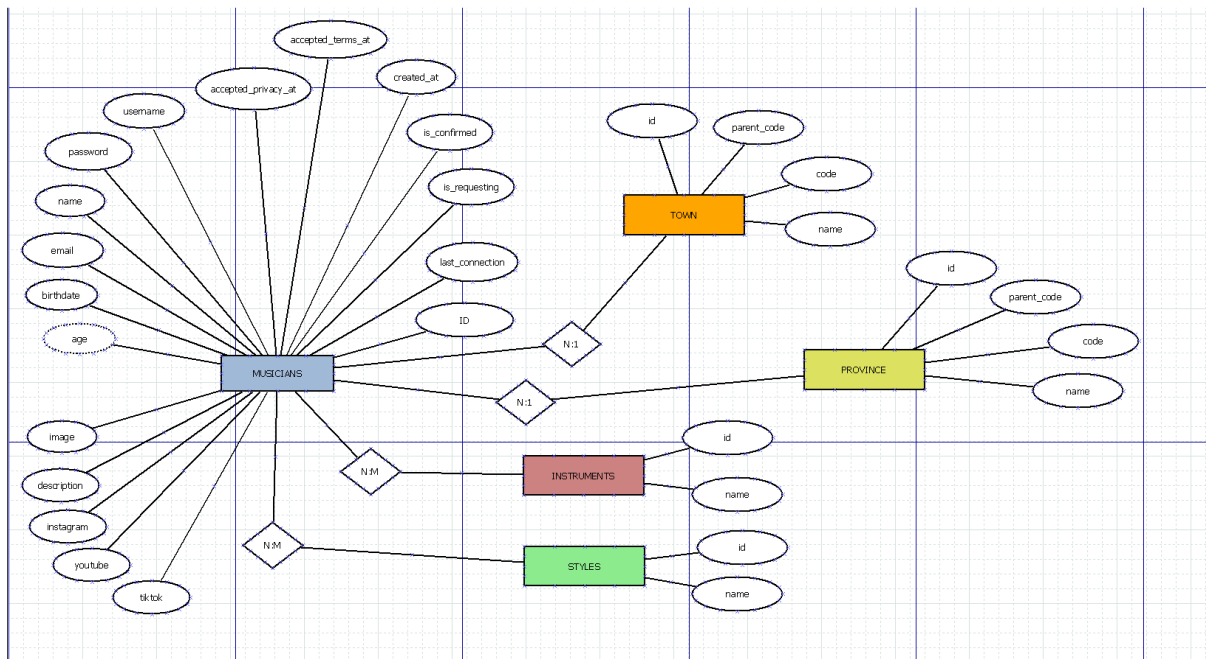 accepted_terms_at
created_at
accepted_privacy_at
username
is_confirmed
password
is_requesting
name
email
last_connection
birthdate
ID
age
MUSICIANS
N:1
N:1
id
parent_code
code
TOWN
name
id
parent_code
code
PROVINCE
name
image
description
instagram
youtube
tiktok
N:M
INSTRUMENTS
id
name
N:M
STYLES
id
name